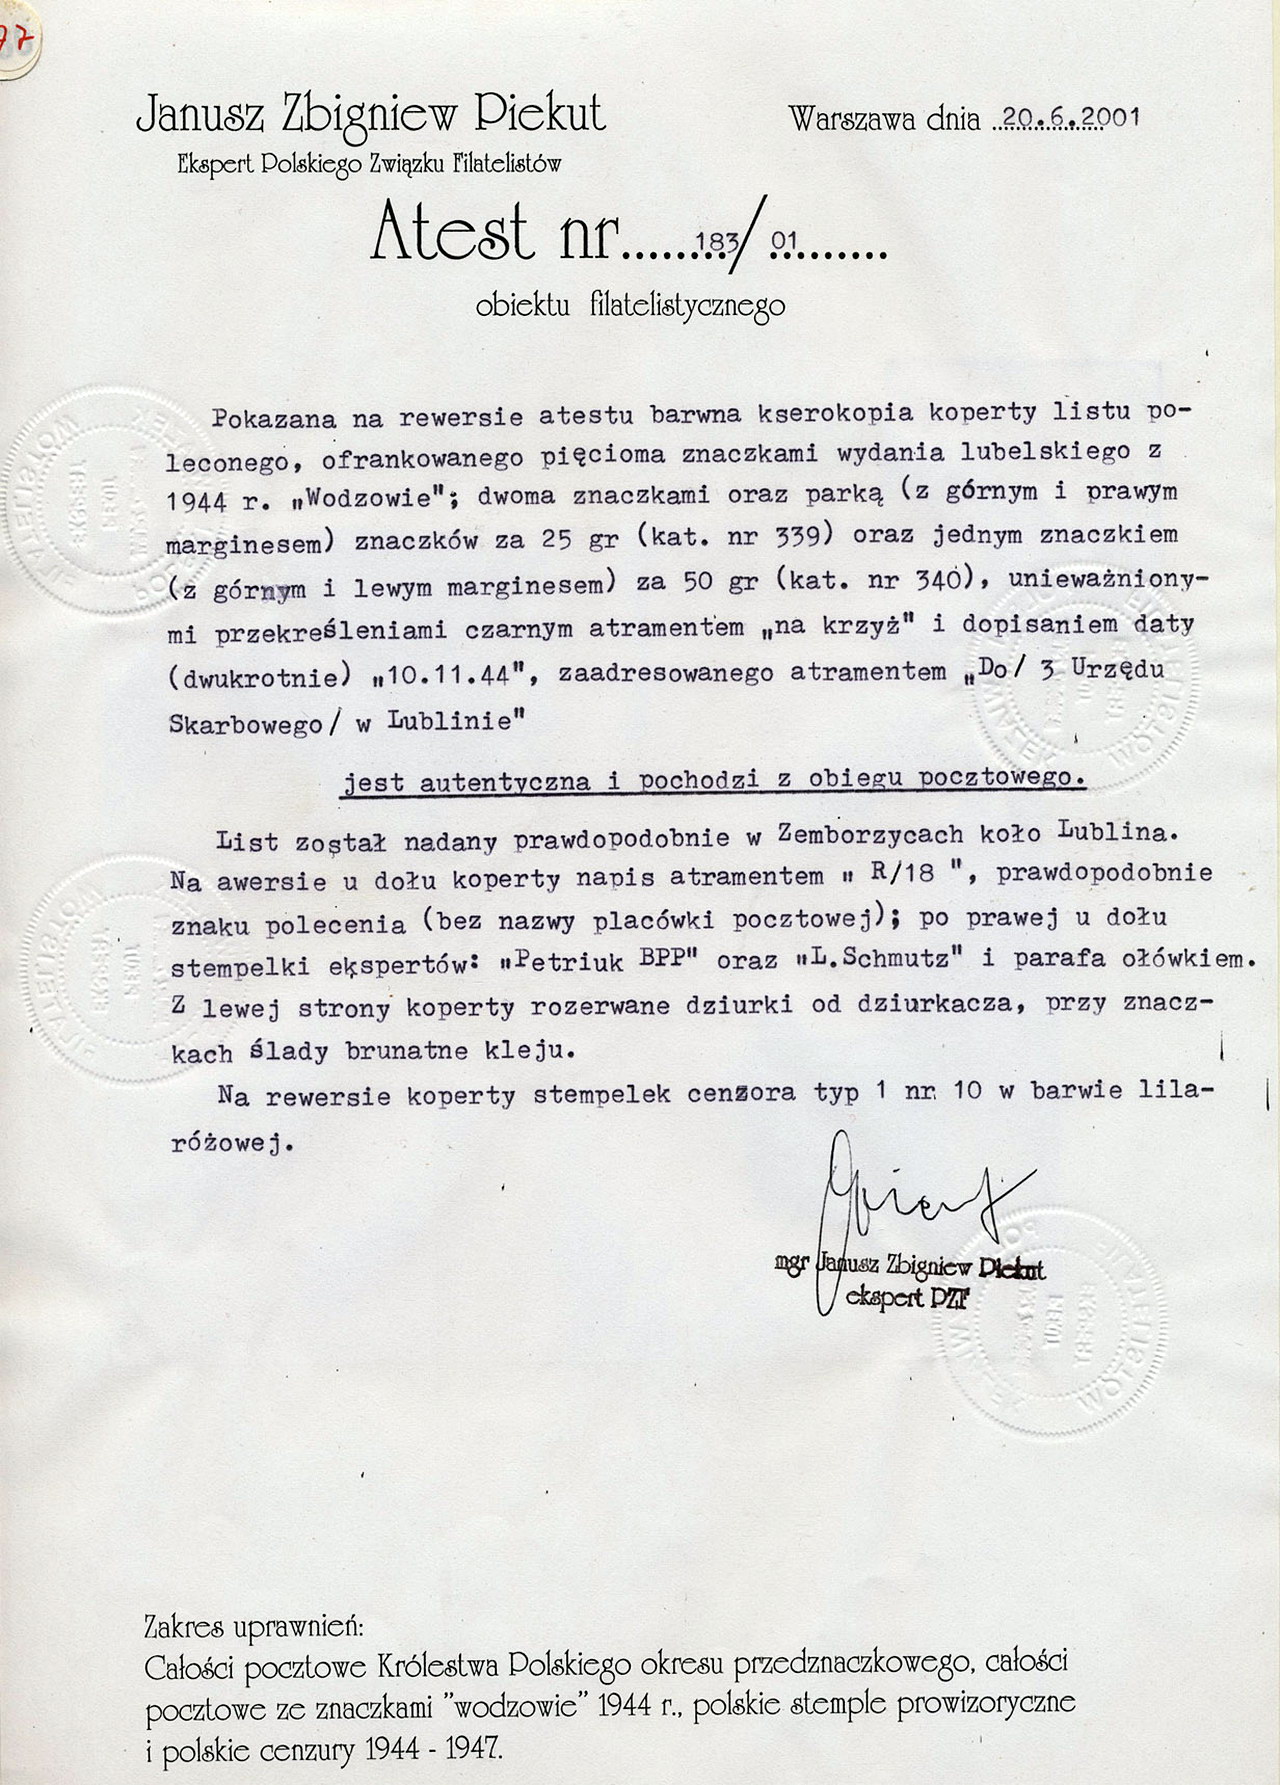 97
Janusz Zbigniew Piekut
Ekspert Polskiego Związku Filatelistów
Warszawa dnia 20.6.2001
Atest nr.......183/ 01.........
obiektu filatelistycznego
Pokazana na rewersie atestu barwna kserokopia koperty listu po-
leconego, ofrankowanego pięcioma znaczkami wydania lubelskiego z
1944 r. „Wodzowie"; dwoma znaczkami oraz parką (z górnym i prawym
marginesem) znaczków za 25 gr (kat. nr 339) oraz jednym znaczkiem
(z górnym i lewym marginesem) za 50 gr (kat. nr 340), unieważniony-
mi przekreśleniami czarnym atramentem „na krzyż" i dopisaniem daty
(dwukrotnie) „10.11.44", zaadresowanego atramentem „Do/ 3 Urzędu
Skarbowego/ w Lublinie"
jest autentyczna i pochodzi z obiegu pocztowego.
List został nadany prawdopodobnie w Zemborzycach koło Lublina.
Na awersie u dołu koperty napis atramentem „ R/18 ", prawdopodobnie
znaku polecenia (bez nazwy placówki pocztowej); po prawej u dołu
stempelki ekspertów: „Petriuk BPP" oraz „L.Schmutz" i parafa ołówkiem.
Z lewej strony koperty rozerwane dziurki od dziurkacza, przy znacz-
kach ślady brunatne kleju.
Na rewersie koperty stempelek cenzora typ 1 nr 10 w barwie lila-
różowej.
mgr Janusz Zbigniew Piekut
ekspert PZF
Zakres uprawnień:
Całości pocztowe Królestwa Polskiego okresu przedznaczkowego, całości
pocztowe ze znaczkami "wodzowie" 1944 r., polskie stemple prowizoryczne
i polskie cenzury 1944 - 1947.